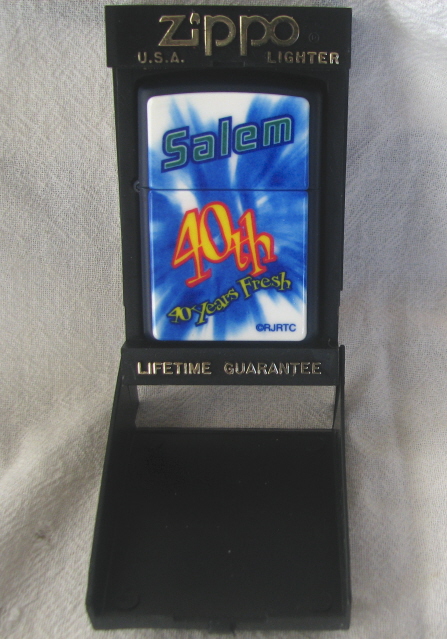 Zippo
U.S.A. LIGHTER
Salem
40th
40 Years Fresh
©RJRTC
LIFETIME GUARANTEE